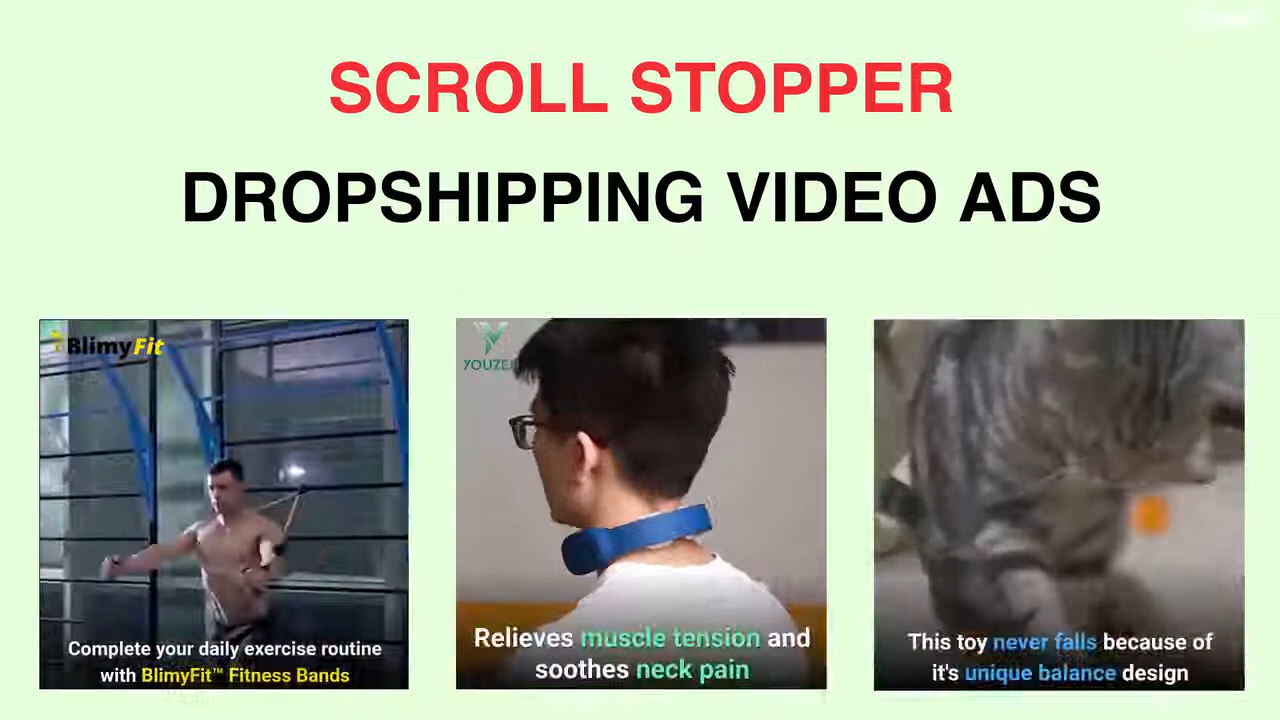 SCROLL STOPPER
DROPSHIPPING VIDEO ADS
BlimyFit
Complete your daily exercise routine
with BlimyFit™ Fitness Bands
Relieves muscle tension and
soothes neck pain
This toy never falls because of
it's unique balance design